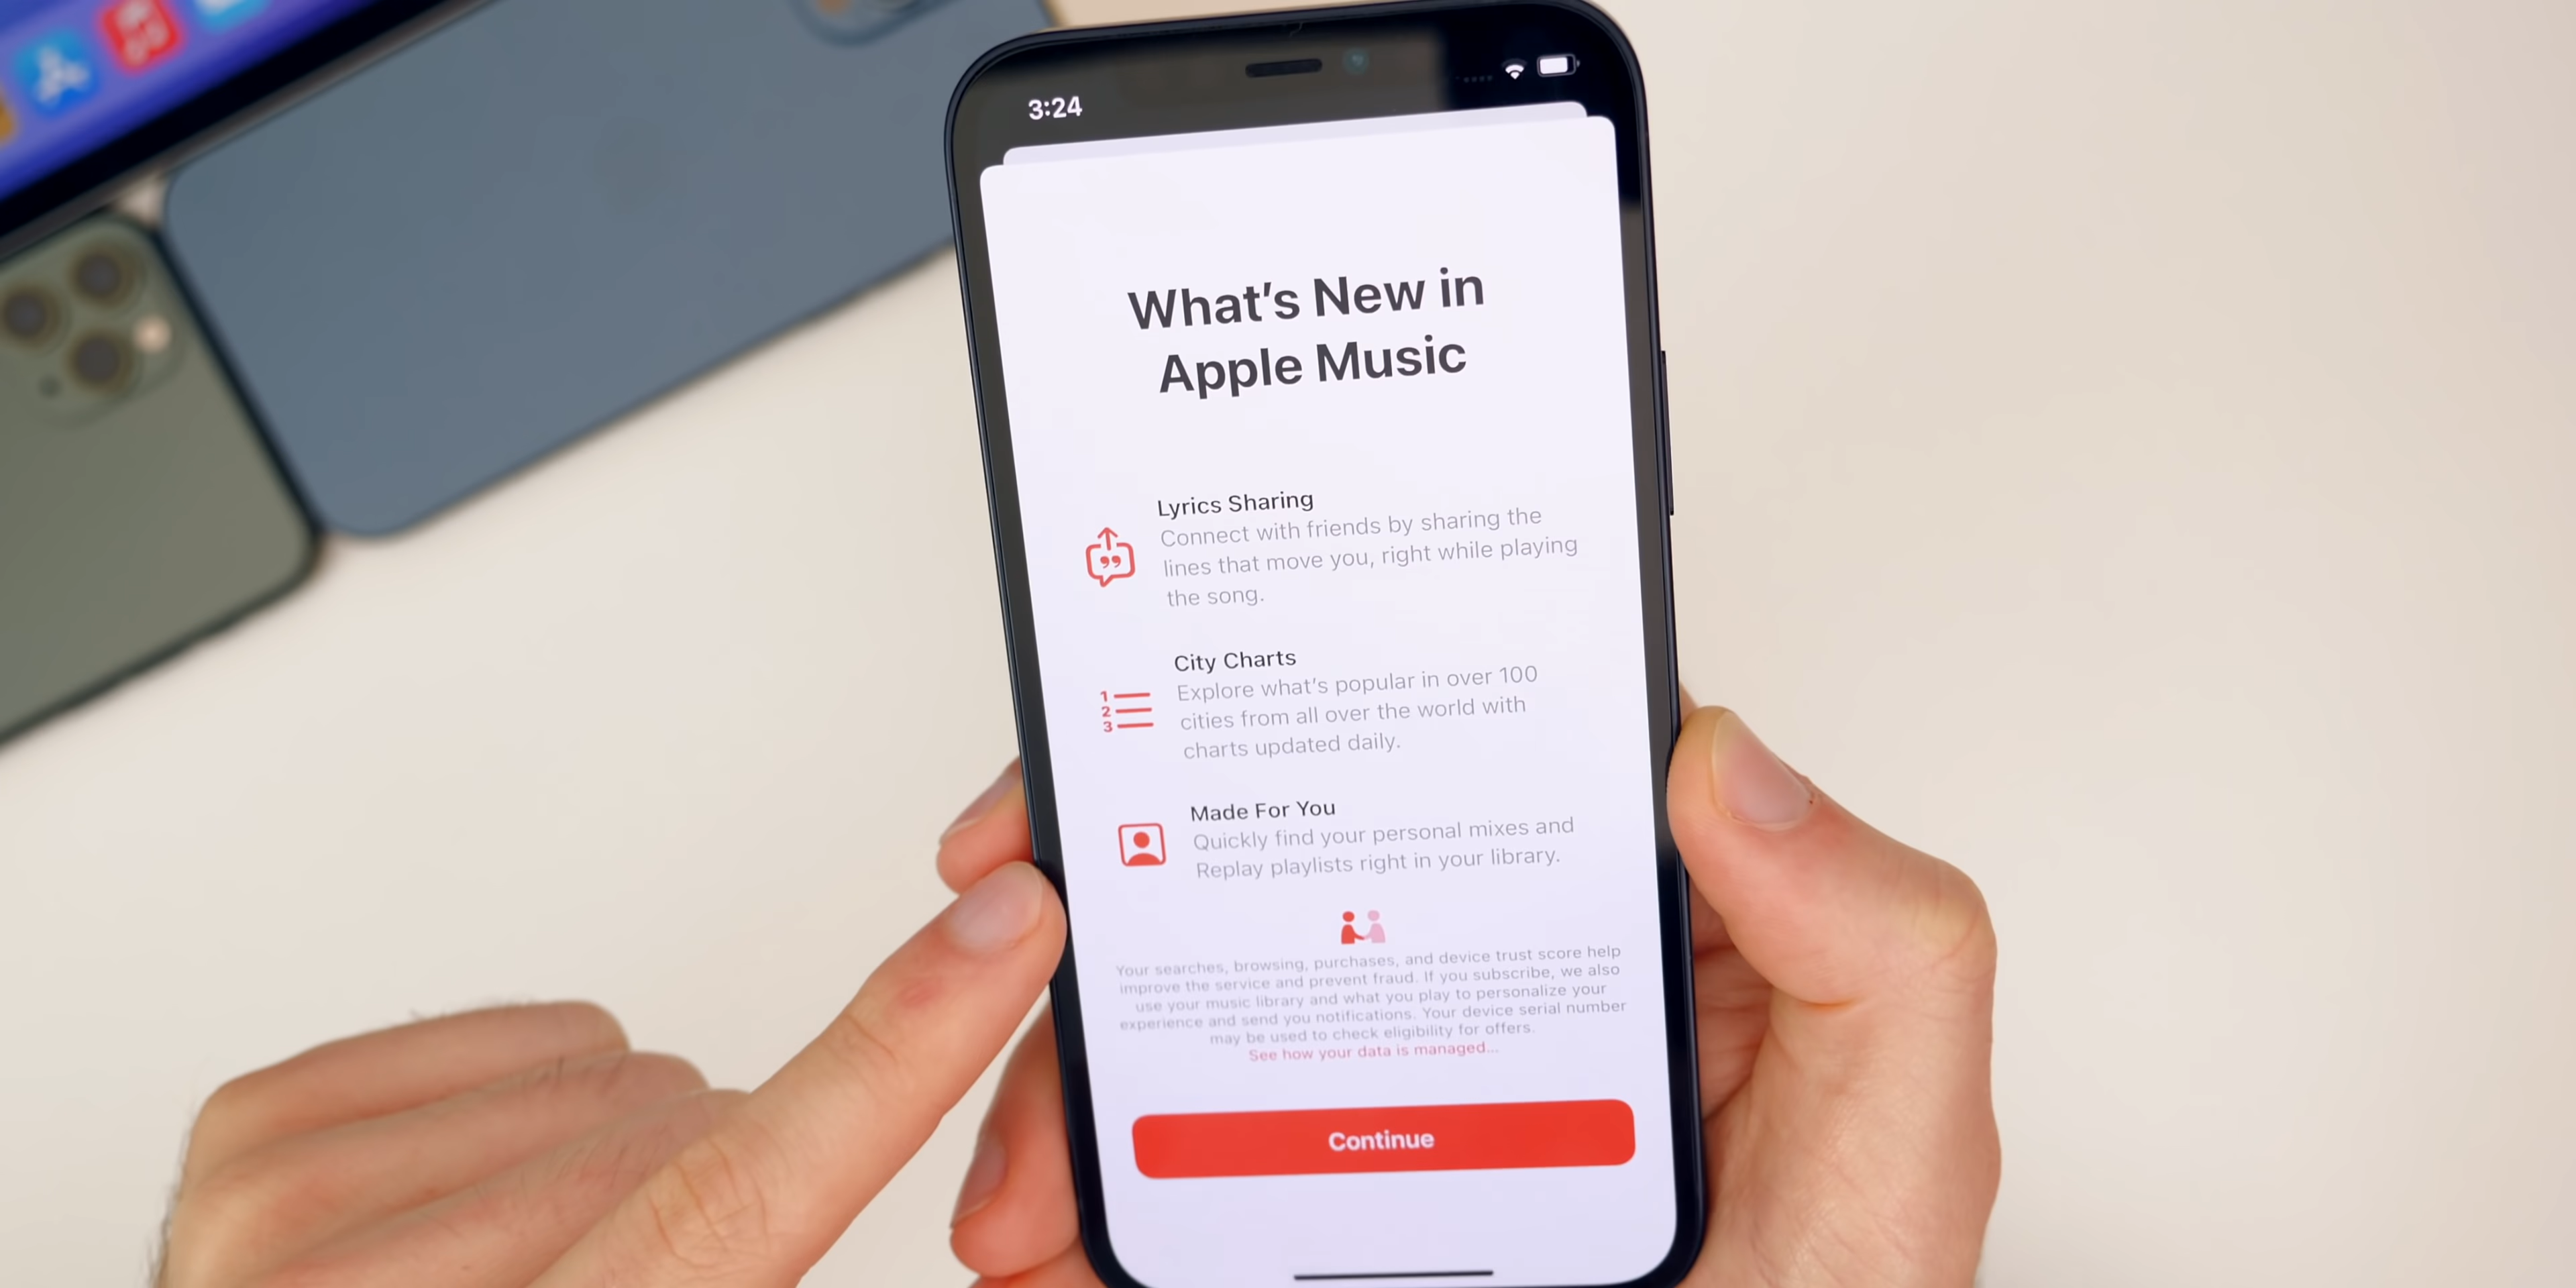 3:24
What's New in
Apple Music
Lyrics Sharing
Connect with friends by sharing the
lines that move you, right while playing
the song.
1
2
3
City Charts
Explore what's popular in over 100
cities from all over the world with
charts updated daily.
Made For You
Quickly find your personal mixes and
Replay playlists right in your library.
Your searches, browsing, purchases, and device trust score help
improve the service and prevent fraud. If you subscribe, we also
use your music library and what you play to personalize your
experience and send you notifications. Your device serial number
may be used to check eligibility for offers.
See how your data is managed...
Continue